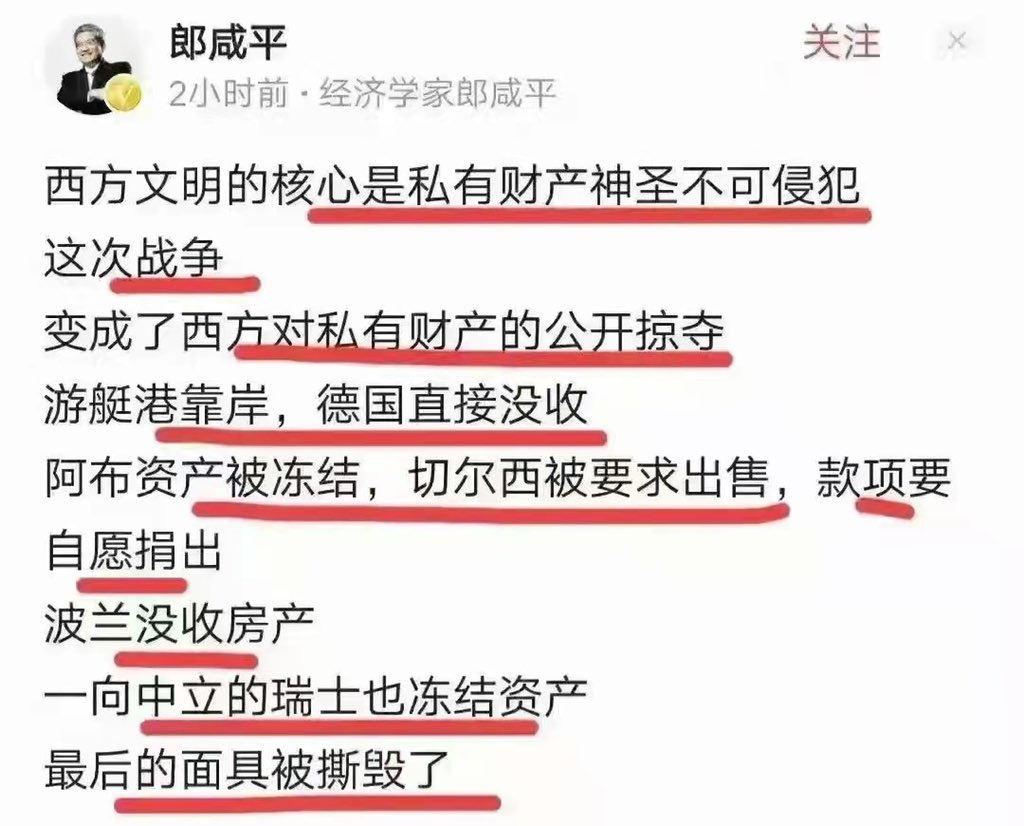 郎咸平
关注
2小时前·经济学家郎咸平
西方文明的核心是私有财产神圣不可侵犯
这次战争
变成了西方对私有财产的公开掠夺
游艇港靠岸，德国直接没收
阿布资产被冻结，切尔西被要求出售，款项要
自愿捐出
波兰没收房产
一向中立的瑞士也冻结资产
最后的面具被撕毁了